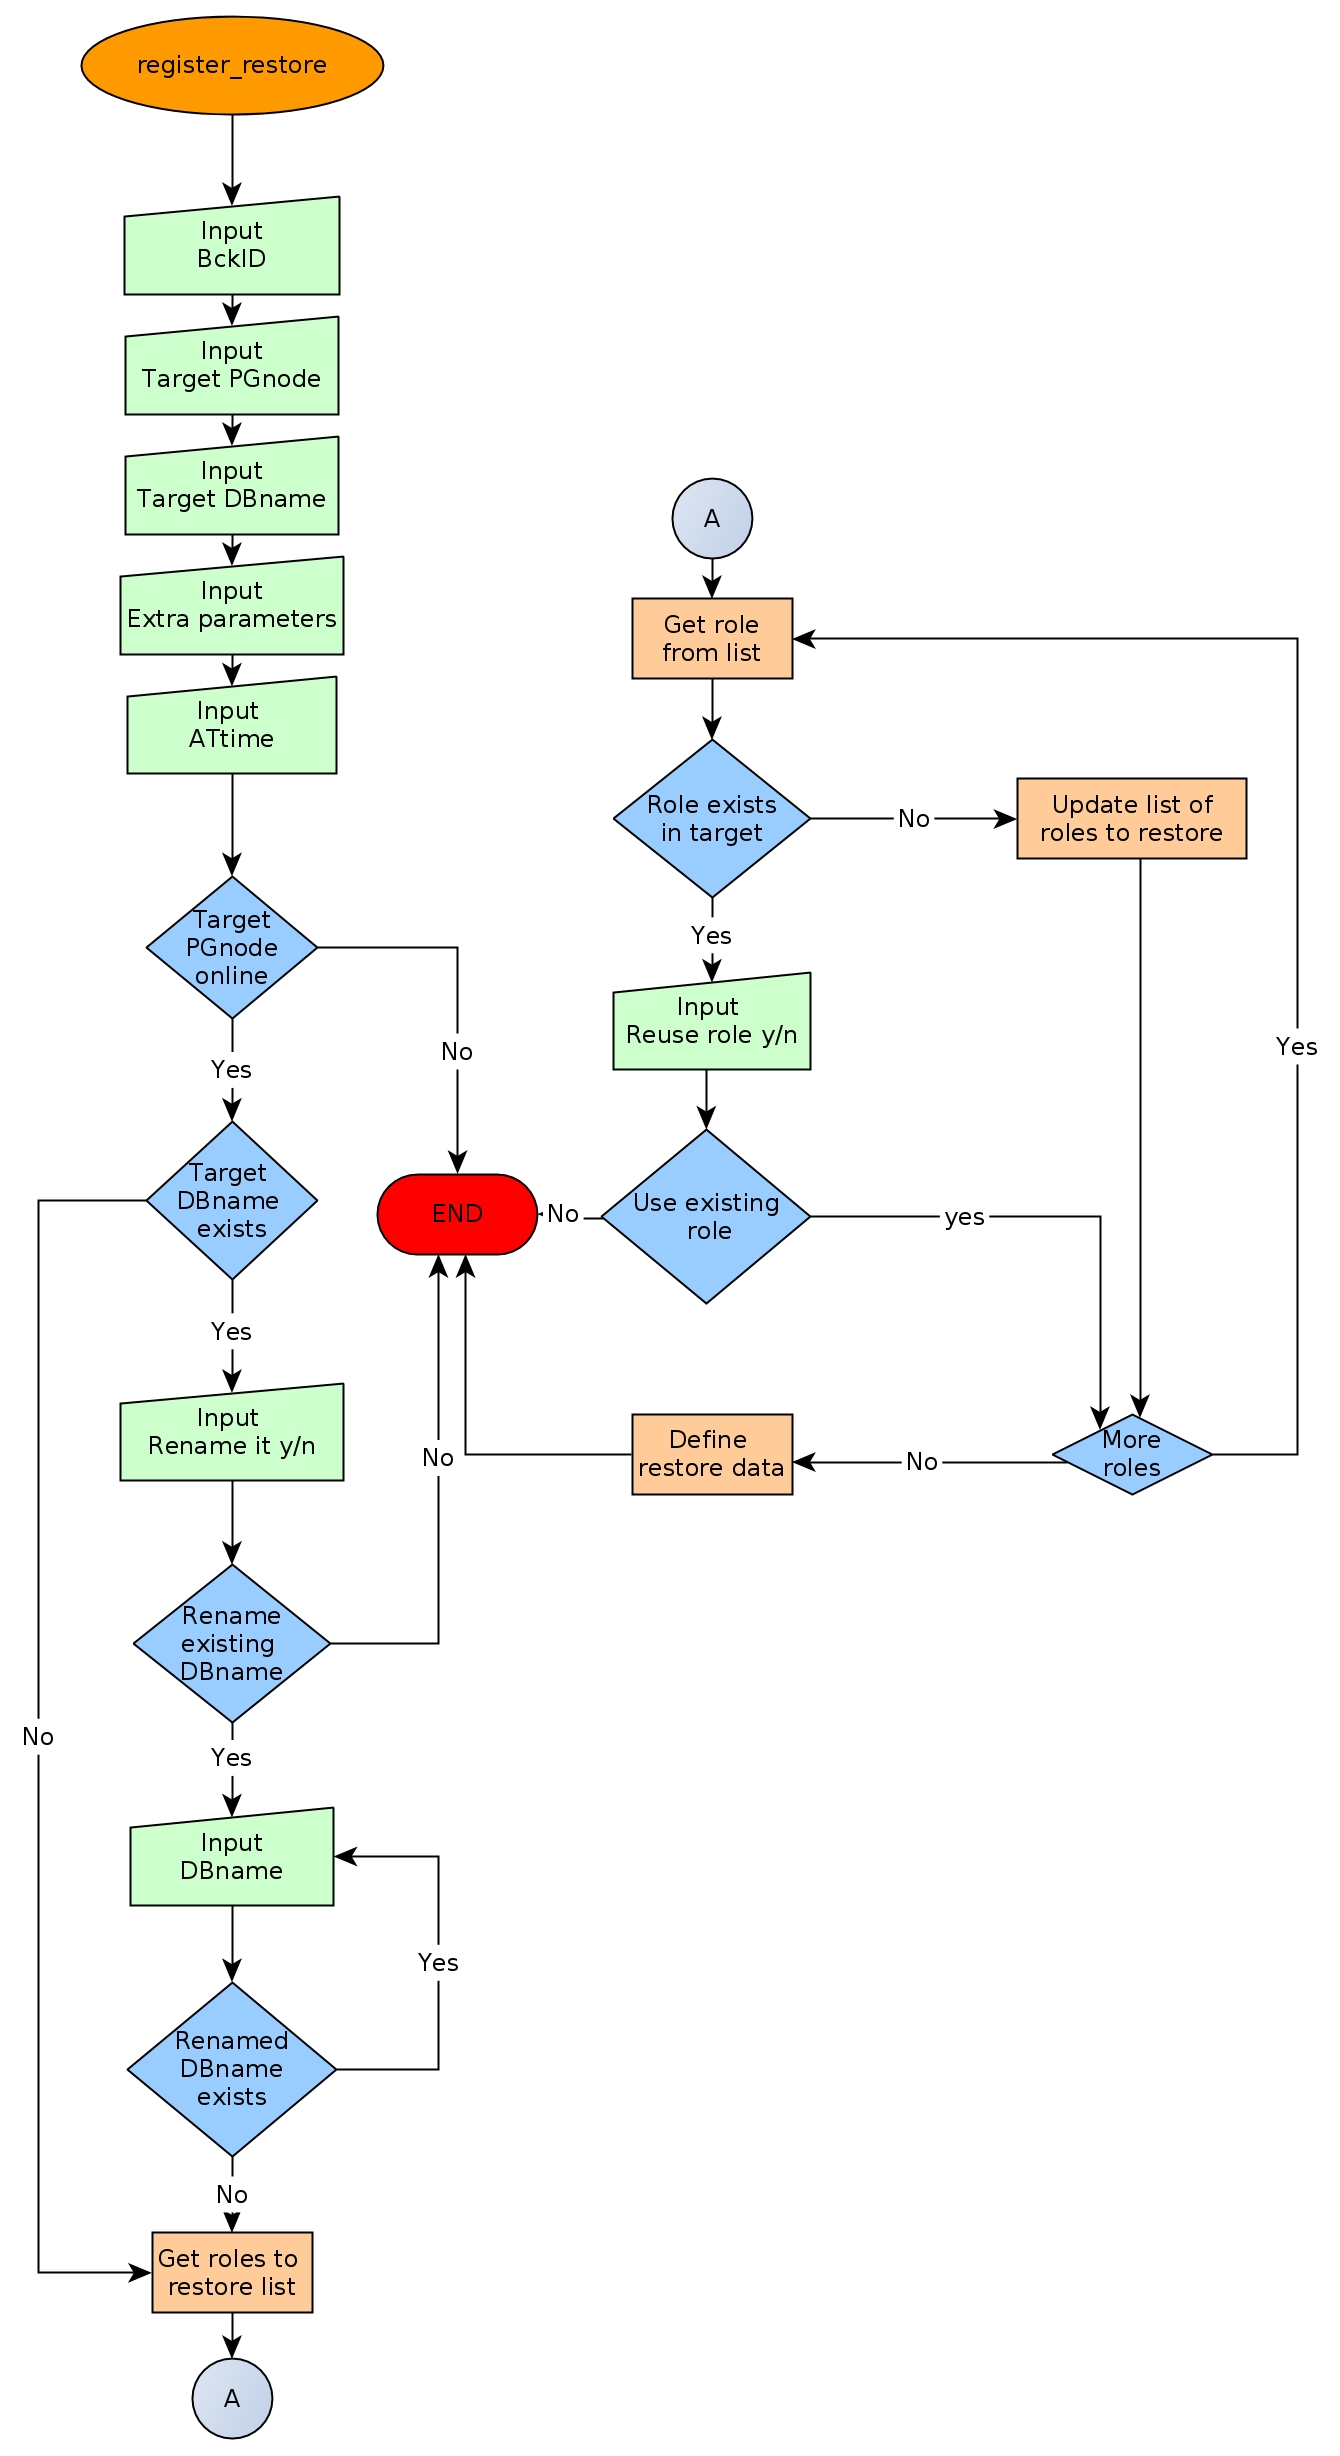 register_restore
Input
BckID
Input
Target PGnode
Input
Target DBname
Input
Extra parameters
Input
ATtime
Target
PGnode
online
No
Yes
Target
DBname
exists
No
Yes
Input
Rename it y/n
Rename
existing
DBname
No
Yes
Input
DBname
Yes
Renamed
DBname
exists
No
Get roles to
restore list
A
A
Get role
from list
Role exists
in target
No
Update list of
roles to restore
Yes
Input
Reuse role y/n
Use existing
role
No
END
yes
More
roles
Yes
No
Define
restore data